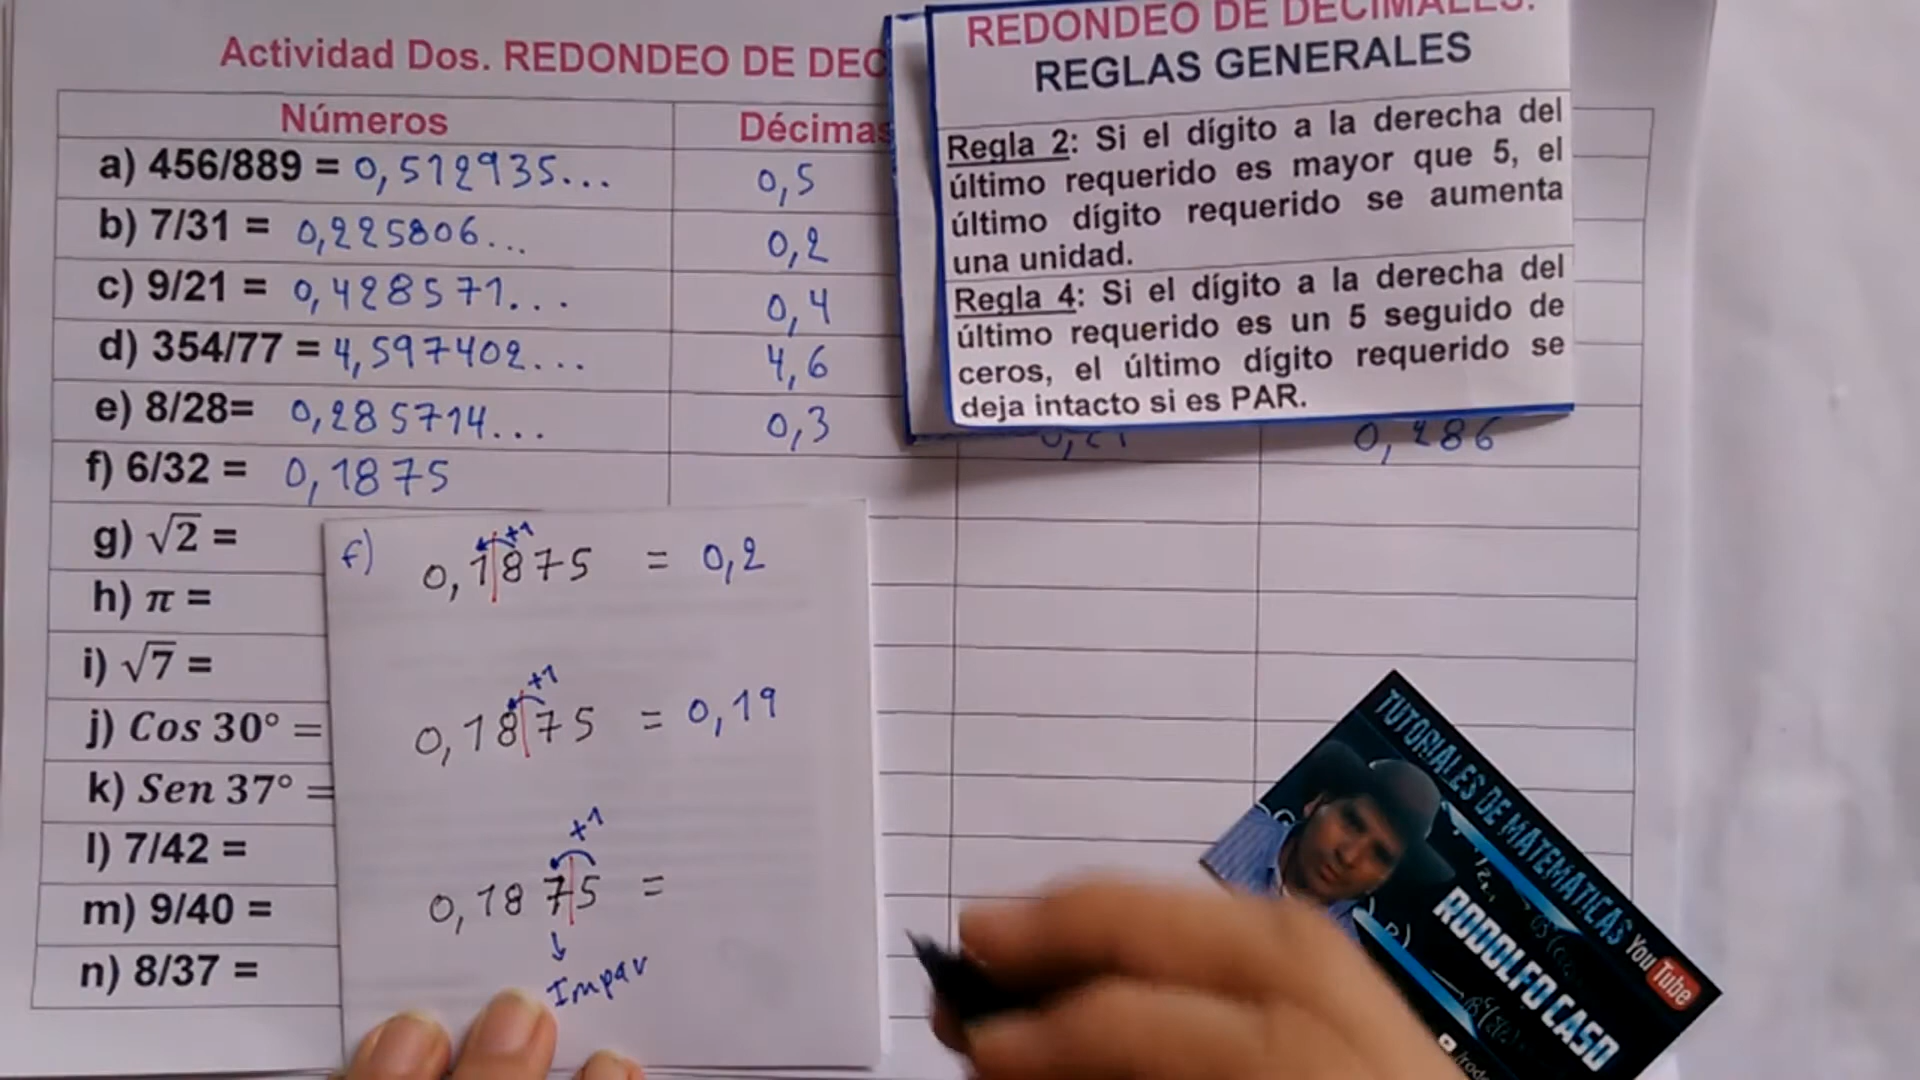 Actividad Dos. REDONDEO DE DEC
Números
Décimas
a) 456/889 = 0,512935...
0,5
b) 7/31 = 0,225806...
0,2
c) 9/21 = 0,428571...
0,4
d) 354/77 = 4,597402...
4,6
e) 8/28= 0,285714...
0,3
0,286
f) 6/32 = 0,1875
g) √2 =
h) π =
i) √7 =
j) Cos 30° =
k) Sen 37° =
l) 7/42 =
m) 9/40 =
n) 8/37 =
REDONDEO DE DECIMALES.
REGLAS GENERALES
Regla 2: Si el dígito a la derecha del
último requerido es mayor que 5, el
último dígito requerido se aumenta
una unidad.
Regla 4: Si el dígito a la derecha del
último requerido es un 5 seguido de
ceros, el último dígito requerido se
deja intacto si es PAR.
f)
+1
0,1875 = 0,2
+1
0,1875 = 0,19
+1
0,1875 =
Impar
TUTORIALES DE MATEMATICAS YouTube
RODOLFO CASO